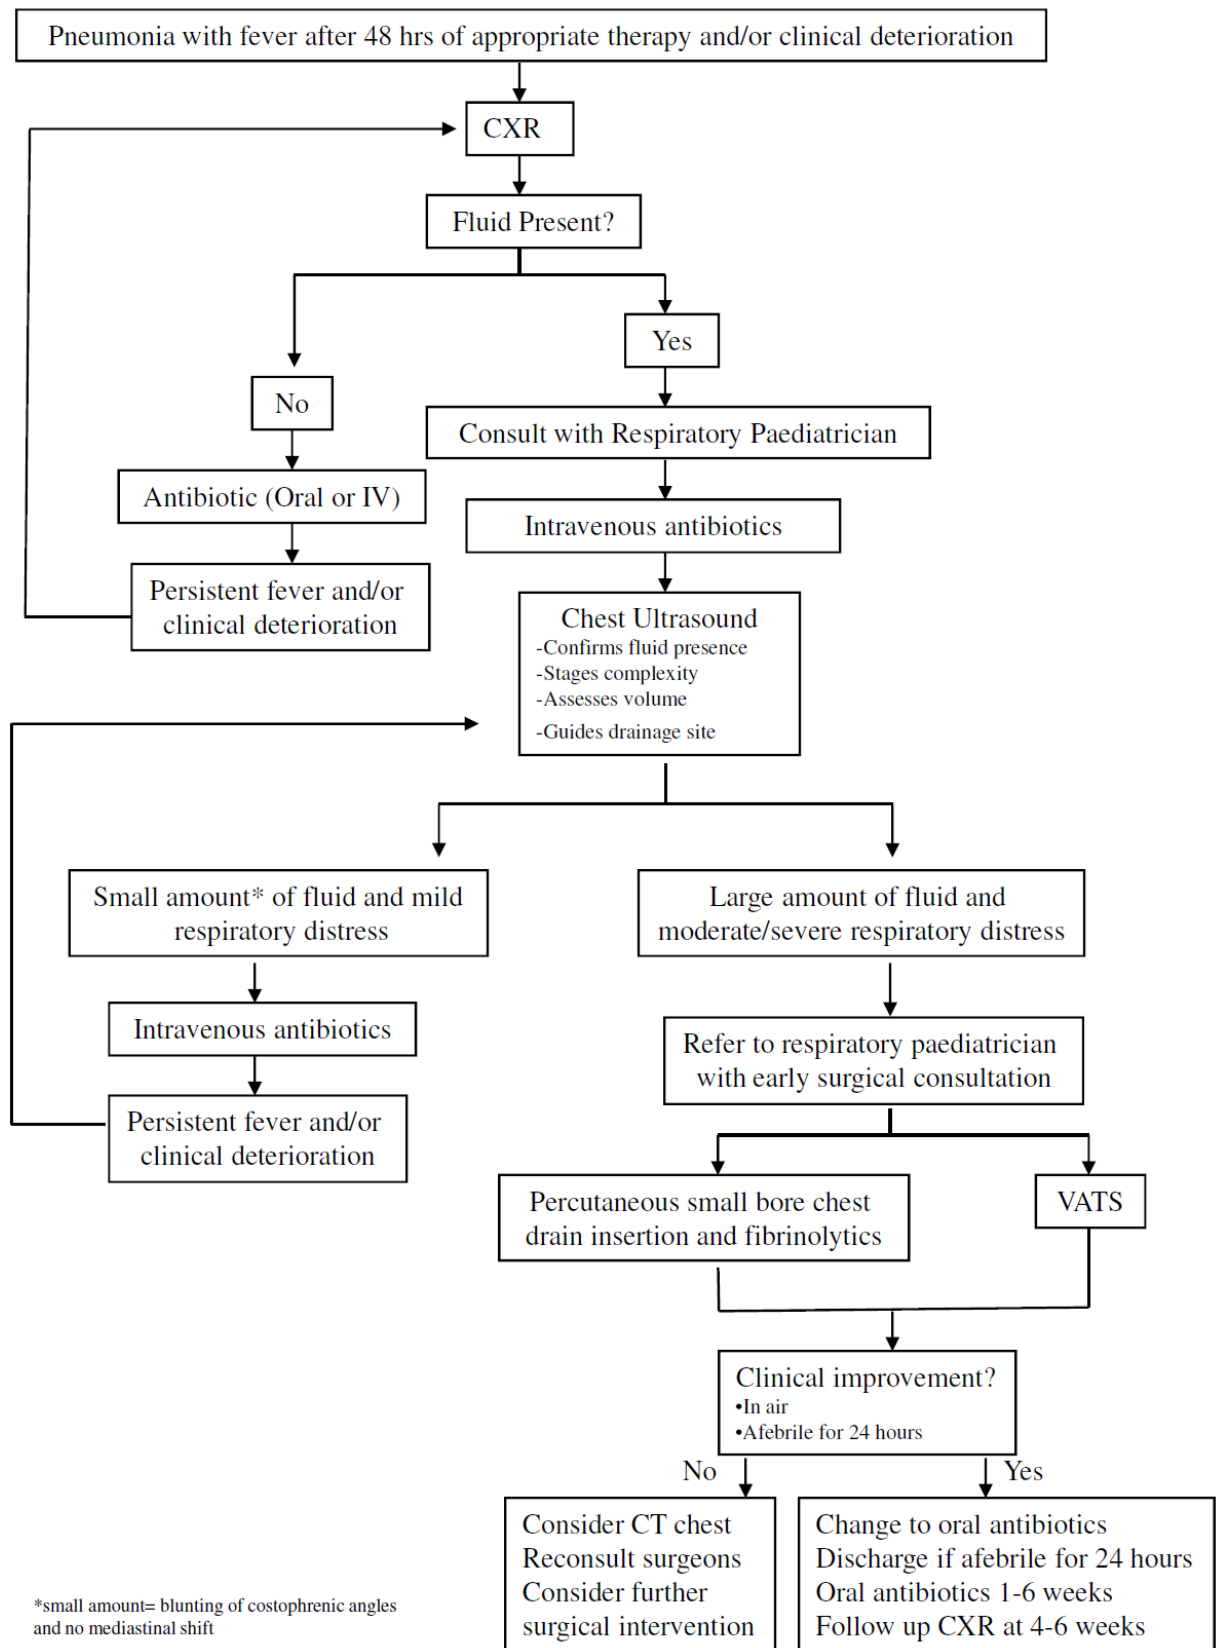 Pneumonia with fever after 48 hrs of appropriate therapy and/or clinical deterioration
CXR
Fluid Present?
Yes
No
Consult with Respiratory Paediatrician
Antibiotic (Oral or IV)
Intravenous antibiotics
Persistent fever and/or
clinical deterioration
Chest Ultrasound
-Confirms fluid presence
-Stages complexity
-Assesses volume
-Guides drainage site
Small amount* of fluid and mild
respiratory distress
Large amount of fluid and
moderate/severe respiratory distress
Intravenous antibiotics
Refer to respiratory paediatrician
with early surgical consultation
Persistent fever and/or
clinical deterioration
Percutaneous small bore chest
drain insertion and fibrinolytics
VATS
Clinical improvement?
•In air
•Afebrile for 24 hours
No
Yes
Consider CT chest
Reconsult surgeons
Consider further
surgical intervention
Change to oral antibiotics
Discharge if afebrile for 24 hours
Oral antibiotics 1-6 weeks
Follow up CXR at 4-6 weeks
*small amount= blunting of costophrenic angles
and no mediastinal shift